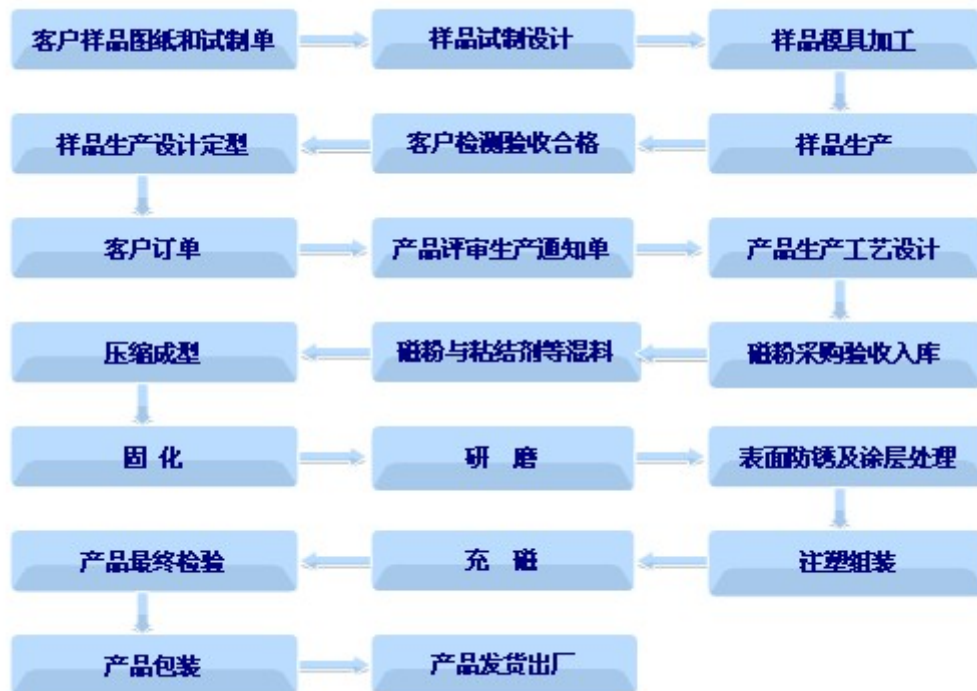 客户样品图纸和试制单
样品试制设计
样品模具加工
样品生产
客户检测验收合格
样品生产设计定型
客户订单
产品评审生产通知单
产品生产工艺设计
磁粉采购验收入库
磁粉与粘结剂等混料
压缩成型
固 化
研 磨
表面防锈及涂层处理
注塑组装
充 磁
产品最终检验
产品包装
产品发货出厂